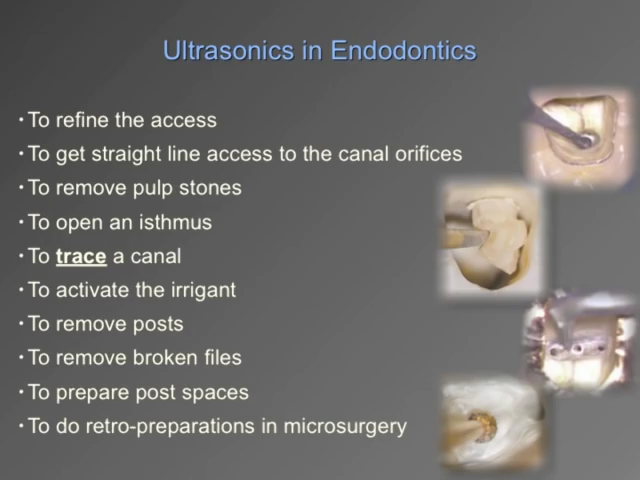 Ultrasonics in Endodontics
· To refine the access
· To get straight line access to the canal orifices
· To remove pulp stones
· To open an isthmus
· To trace a canal
· To activate the irrigant
· To remove posts
· To remove broken files
· To prepare post spaces
· To do retro-preparations in microsurgery